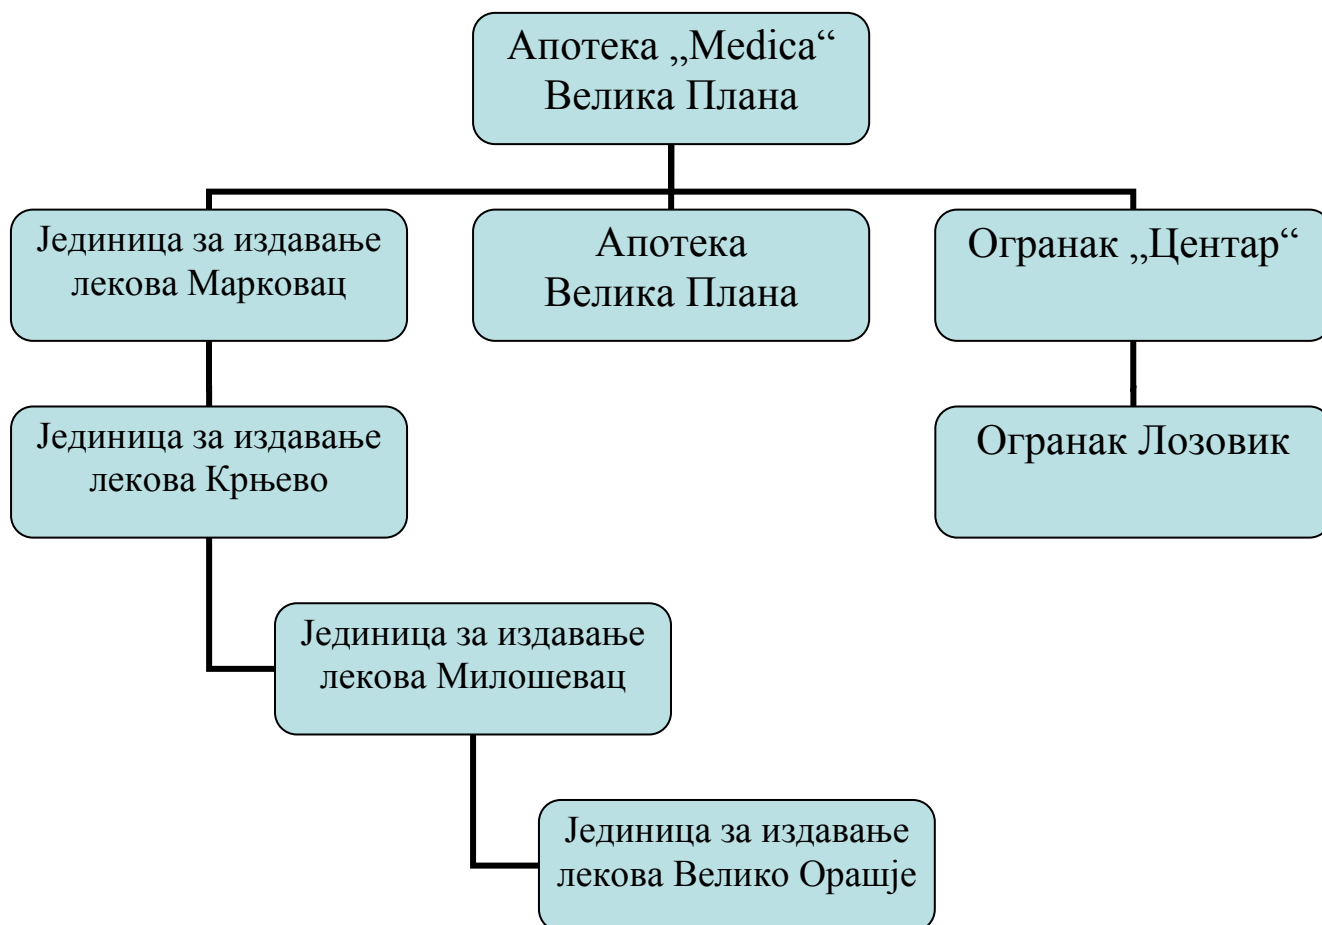 Апотека „Medica“
Велика Плана
Јединица за издавање
лекова Марковац
Апотека
Велика Плана
Огранак „Центар“
Јединица за издавање
лекова Крњево
Огранак Лозовик
Јединица за издавање
лекова Милошевац
Јединица за издавање
лекова Велико Орашје